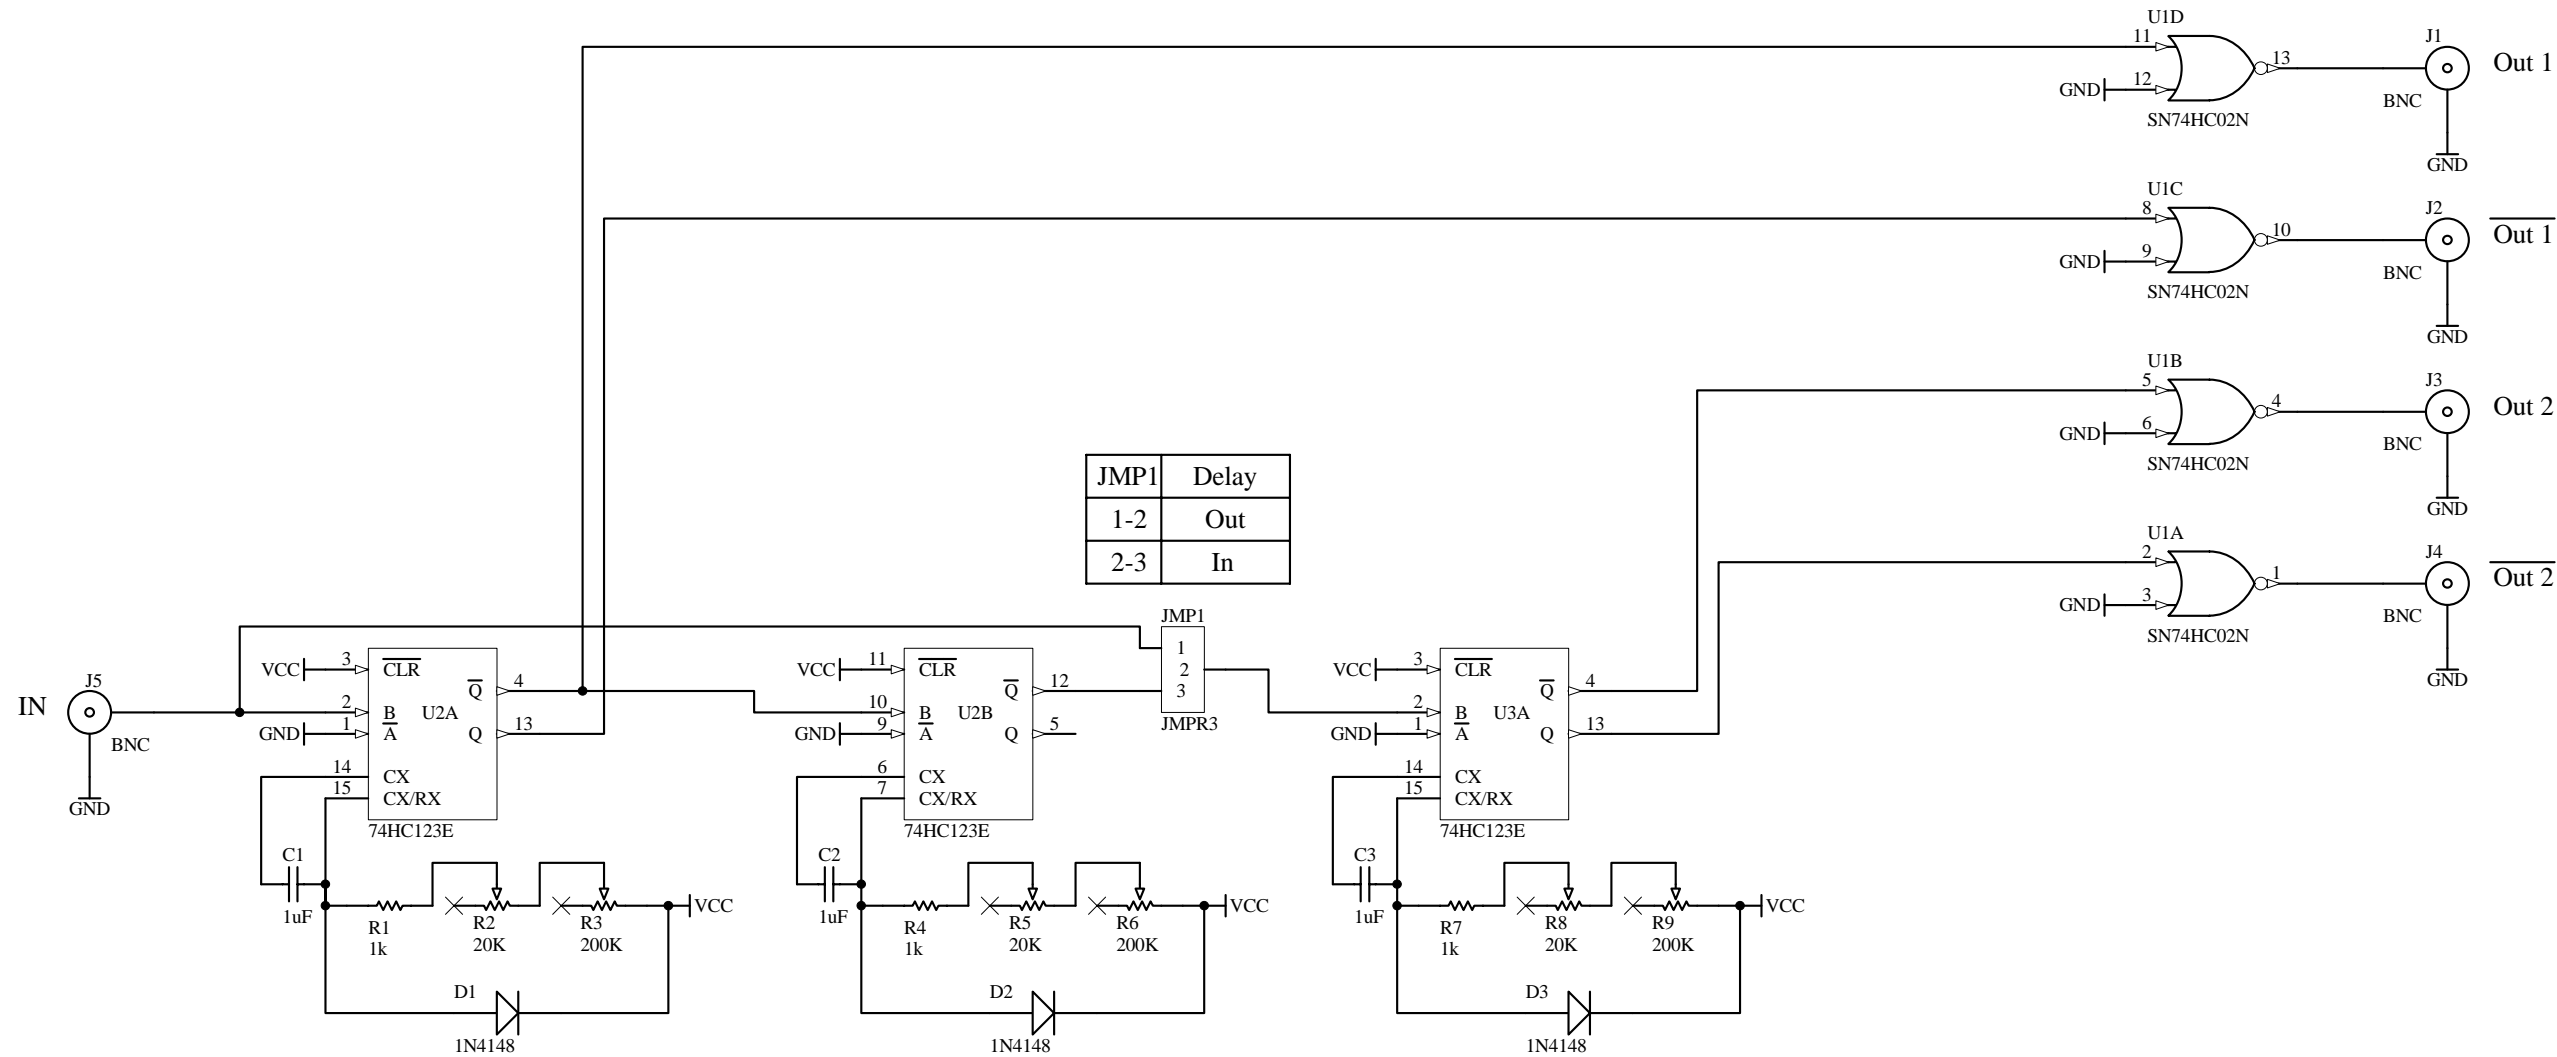 U1D
11
12
GND
13
SN74HC02N
J1
BNC
GND
Out 1
U1C
8
9
GND
10
SN74HC02N
J2
BNC
GND
Out 1
U1B
5
6
GND
4
SN74HC02N
J3
BNC
GND
Out 2
U1A
2
3
GND
1
SN74HC02N
J4
BNC
GND
Out 2
JMP1 Delay
1-2 Out
2-3 In
JMP1
1
2
3
JMPR3
IN
J5
BNC
GND
VCC 3 CLR
Q 4
2 B U2A
GND 1 A
Q 13
14 CX
15 CX/RX
74HC123E
C1
1uF
R1
1k
R2
20K
R3
200K
VCC
D1
1N4148
VCC 11 CLR
Q 12
10 B U2B
GND 9 A
Q 5
6 CX
7 CX/RX
74HC123E
C2
1uF
R4
1k
R5
20K
R6
200K
VCC
D2
1N4148
VCC 3 CLR
Q 4
2 B U3A
GND 1 A
Q 13
14 CX
15 CX/RX
74HC123E
C3
1uF
R7
1k
R8
20K
R9
200K
VCC
D3
1N4148